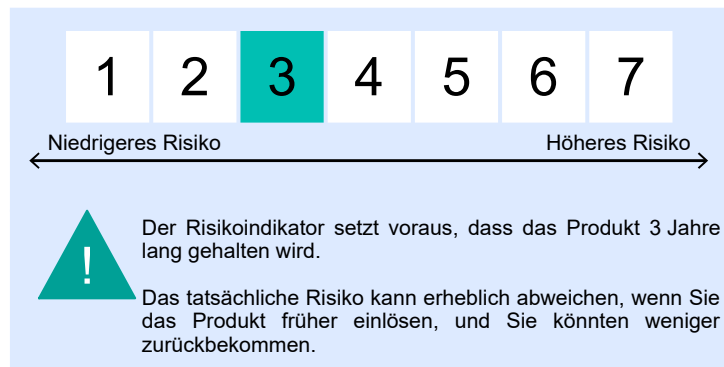 1 2 3 4 5 6 7
Niedrigeres Risiko Höheres Risiko
Der Risikoindikator setzt voraus, dass das Produkt 3 Jahre
lang gehalten wird.
!
Das tatsächliche Risiko kann erheblich abweichen, wenn Sie
das Produkt früher einlösen, und Sie könnten weniger
zurückbekommen.